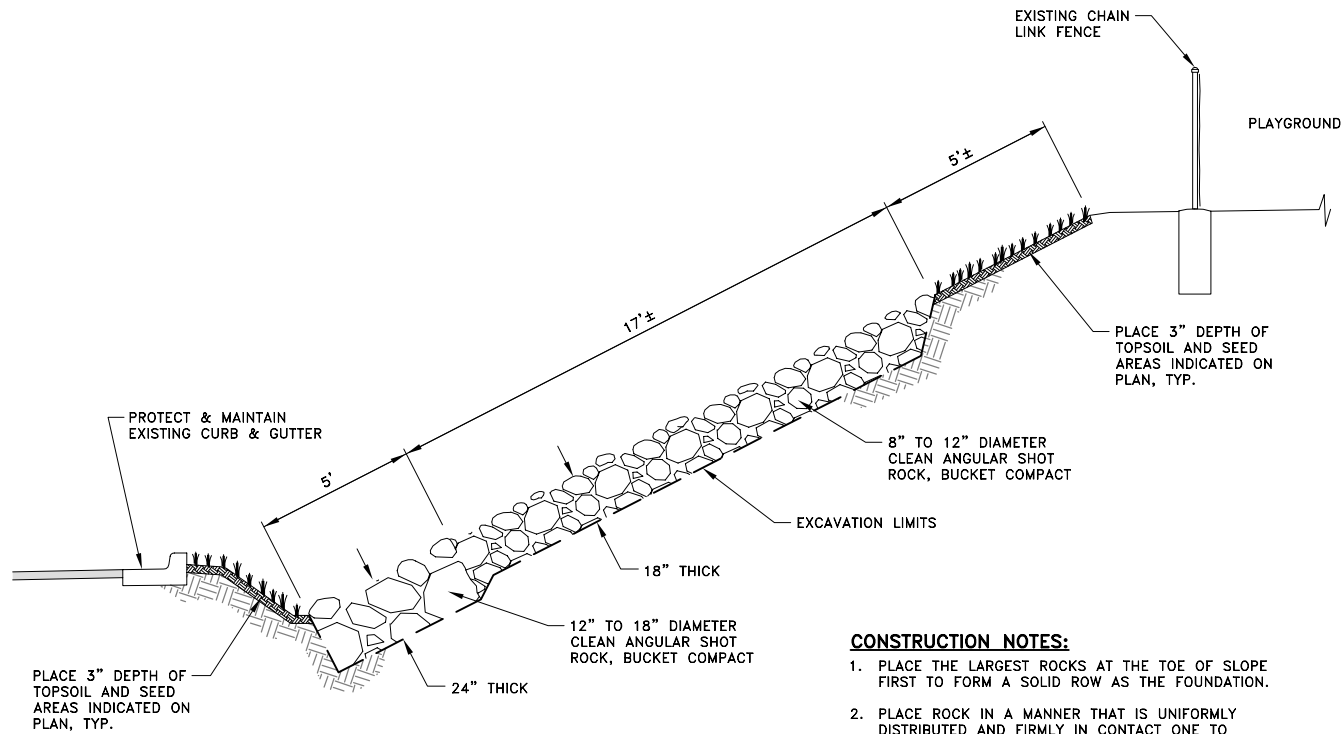 EXISTING CHAIN
LINK FENCE
PLAYGROUND
5'±
17'±
PLACE 3" DEPTH OF
TOPSOIL AND SEED
AREAS INDICATED ON
PLAN, TYP.
PROTECT & MAINTAIN
EXISTING CURB & GUTTER
5'
8" TO 12" DIAMETER
CLEAN ANGULAR SHOT
ROCK, BUCKET COMPACT
EXCAVATION LIMITS
18" THICK
12" TO 18" DIAMETER
CLEAN ANGULAR SHOT
ROCK, BUCKET COMPACT
24" THICK
PLACE 3" DEPTH OF
TOPSOIL AND SEED
AREAS INDICATED ON
PLAN, TYP.
CONSTRUCTION NOTES:
1. PLACE THE LARGEST ROCKS AT THE TOE OF SLOPE
FIRST TO FORM A SOLID ROW AS THE FOUNDATION.
2. PLACE ROCK IN A MANNER THAT IS UNIFORMLY
DISTRIBUTED AND FIRMLY IN CONTACT ONE TO